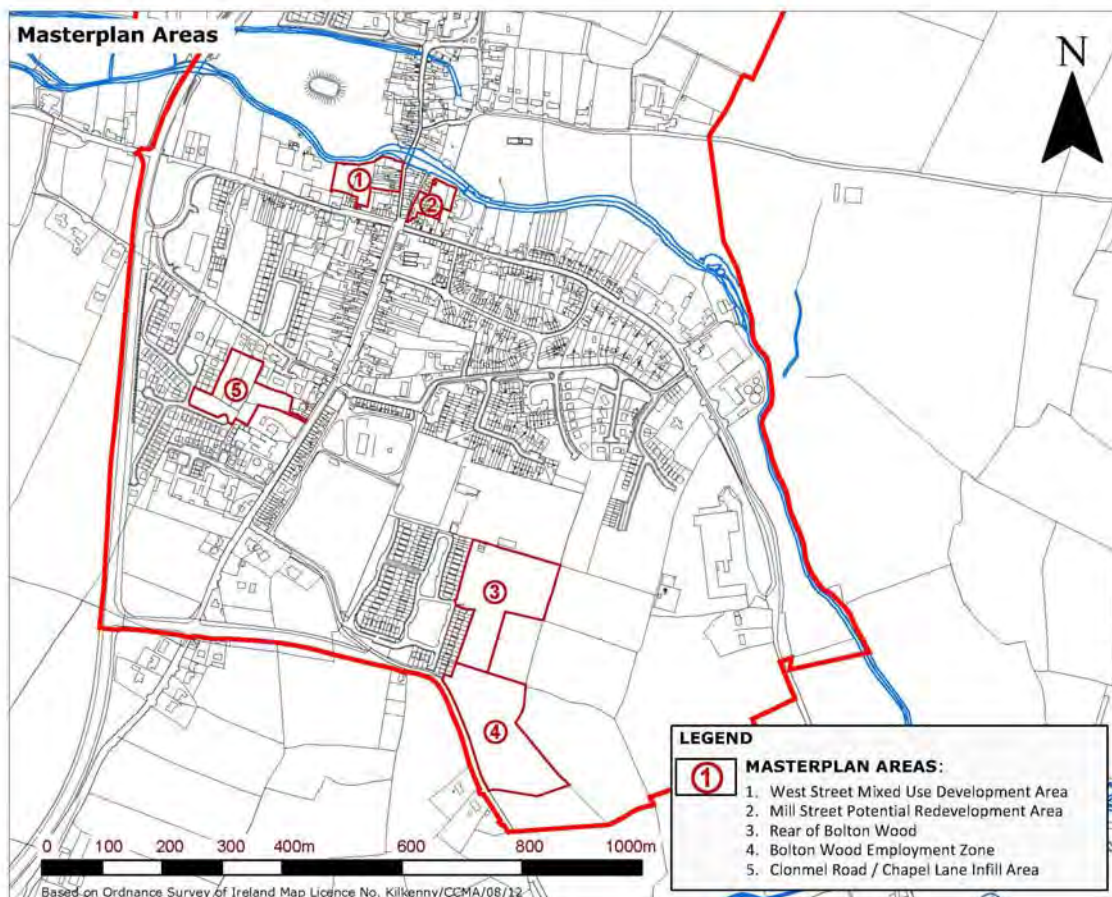 Masterplan Areas
N
1
2
5
3
4
LEGEND
1
MASTERPLAN AREAS:
1. West Street Mixed Use Development Area
2. Mill Street Potential Redevelopment Area
3. Rear of Bolton Wood
4. Bolton Wood Employment Zone
5. Clonmel Road / Chapel Lane Infill Area
0 100 200 400m 600 800 1000m
Based on Ordnance Survey of Ireland Map Licence No. Kilkenny/CCMA/08/12